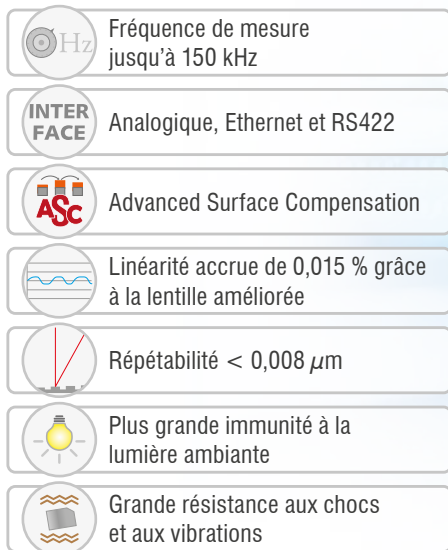 Hz
Fréquence de mesure
jusqu'à 150 kHz
INTER
FACE
Analogique, Ethernet et RS422
ASC
Advanced Surface Compensation
Linéarité accrue de 0,015 % grâce
à la lentille améliorée
Répétabilité < 0,008 µm
Plus grande immunité à la
lumière ambiante
Grande résistance aux chocs
et aux vibrations